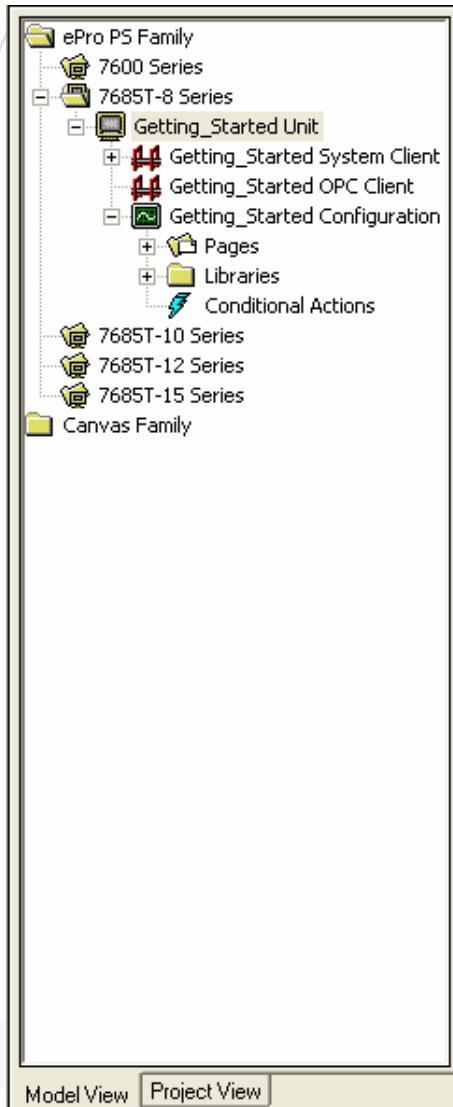 ePro PS Family
7600 Series
7685T-8 Series
Getting_Started Unit
Getting_Started System Client
Getting_Started OPC Client
Getting_Started Configuration
Pages
Libraries
Conditional Actions
7685T-10 Series
7685T-12 Series
7685T-15 Series
Canvas Family
Model View Project View